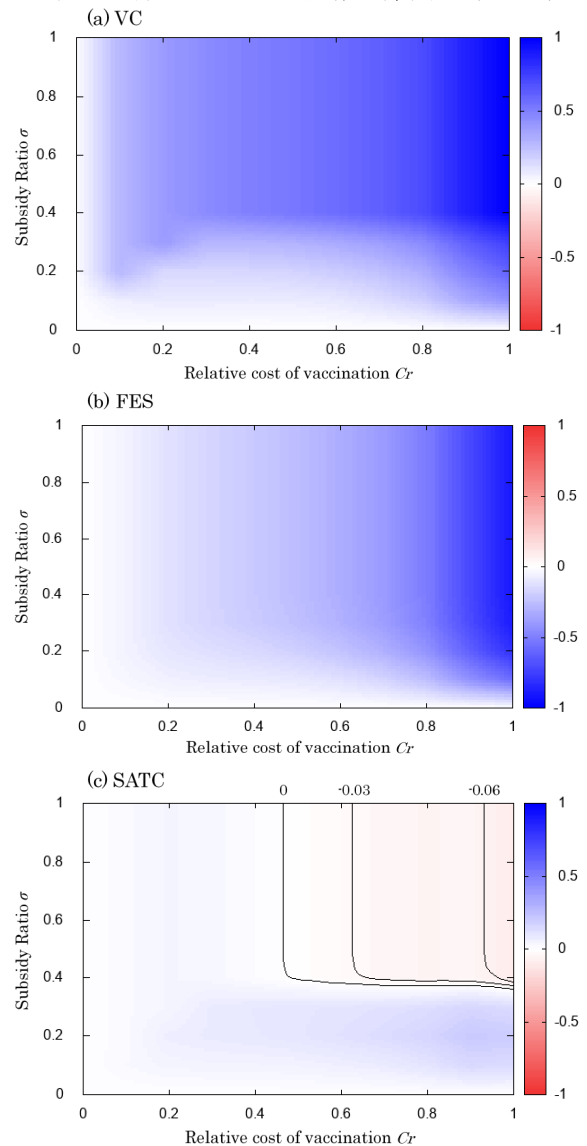 (a) VC
1
0.8
0.6
0.4
0.2
0
Subsidy Ratio σ
0 0.2 0.4 0.6 0.8 1
Relative cost of vaccination Cr
1
0.5
0
-0.5
-1
(b) FES
1
0.8
0.6
0.4
0.2
0
Subsidy Ratio σ
0 0.2 0.4 0.6 0.8 1
Relative cost of vaccination Cr
1
0.5
0
-0.5
-1
(c) SATC
0 -0.03 -0.06
1
0.8
0.6
0.4
0.2
0
Subsidy Ratio σ
0 0.2 0.4 0.6 0.8 1
Relative cost of vaccination Cr
1
0.5
0
-0.5
-1